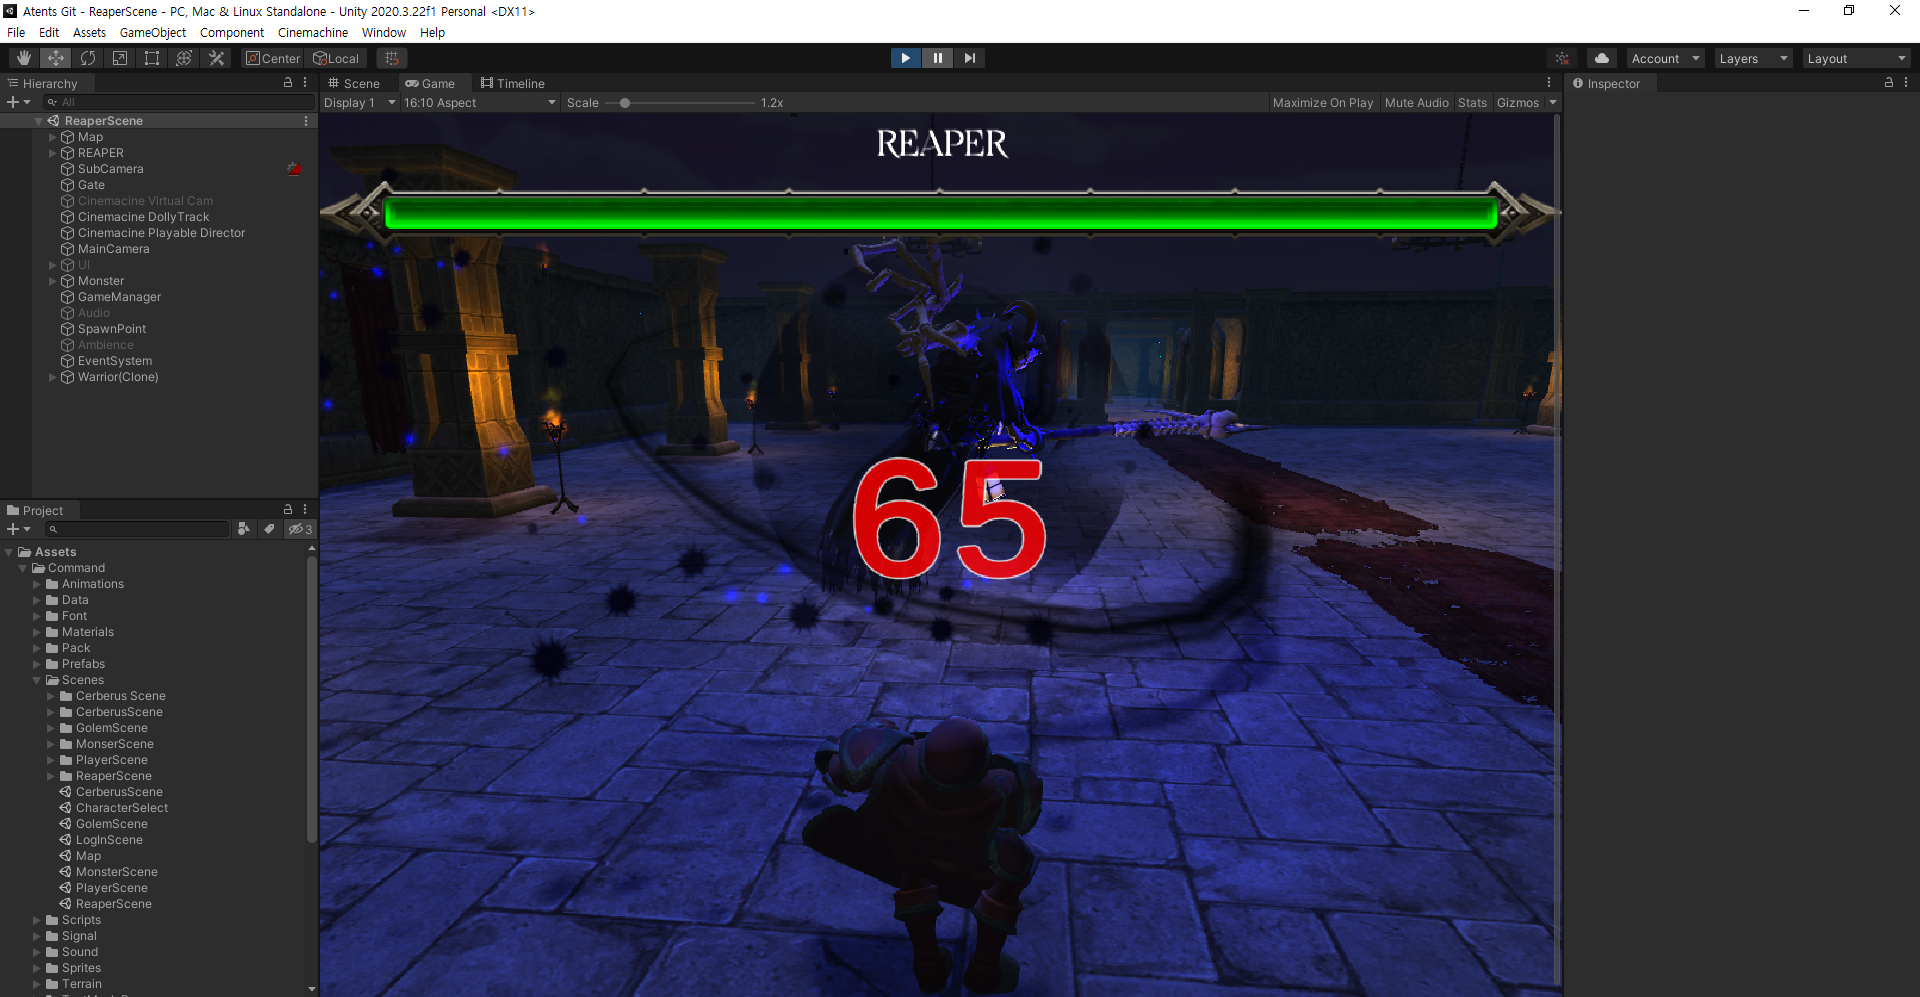 Atents Git - ReaperScene - PC, Mac & Linux Standalone - Unity 2020.3.22f1 Personal <DX11>
File Edit Assets GameObject Component Cinemachine Window Help
Center Local Account Layers Layout
Hierarchy
All
ReaperScene
Map
REAPER
SubCamera
Gate
Cinemacine Virtual Cam
Cinemacine DollyTrack
Cinemacine Playable Director
MainCamera
UI
Monster
GameManager
Audio
SpawnPoint
Ambience
EventSystem
Warrior(Clone)
Project
3
Assets
Command
Animations
Data
Font
Materials
Pack
Prefabs
Scenes
Cerberus Scene
CerberusScene
GolemScene
MonserScene
PlayerScene
ReaperScene
CerberusScene
CharacterSelect
GolemScene
LogInScene
Map
MonsterScene
PlayerScene
ReaperScene
Scripts
Signal
Sound
Sprites
Terrain
Scene Game Timeline
Display 1 16:10 Aspect Scale 1.2x Maximize On Play Mute Audio Stats Gizmos
REAPER
65
Inspector